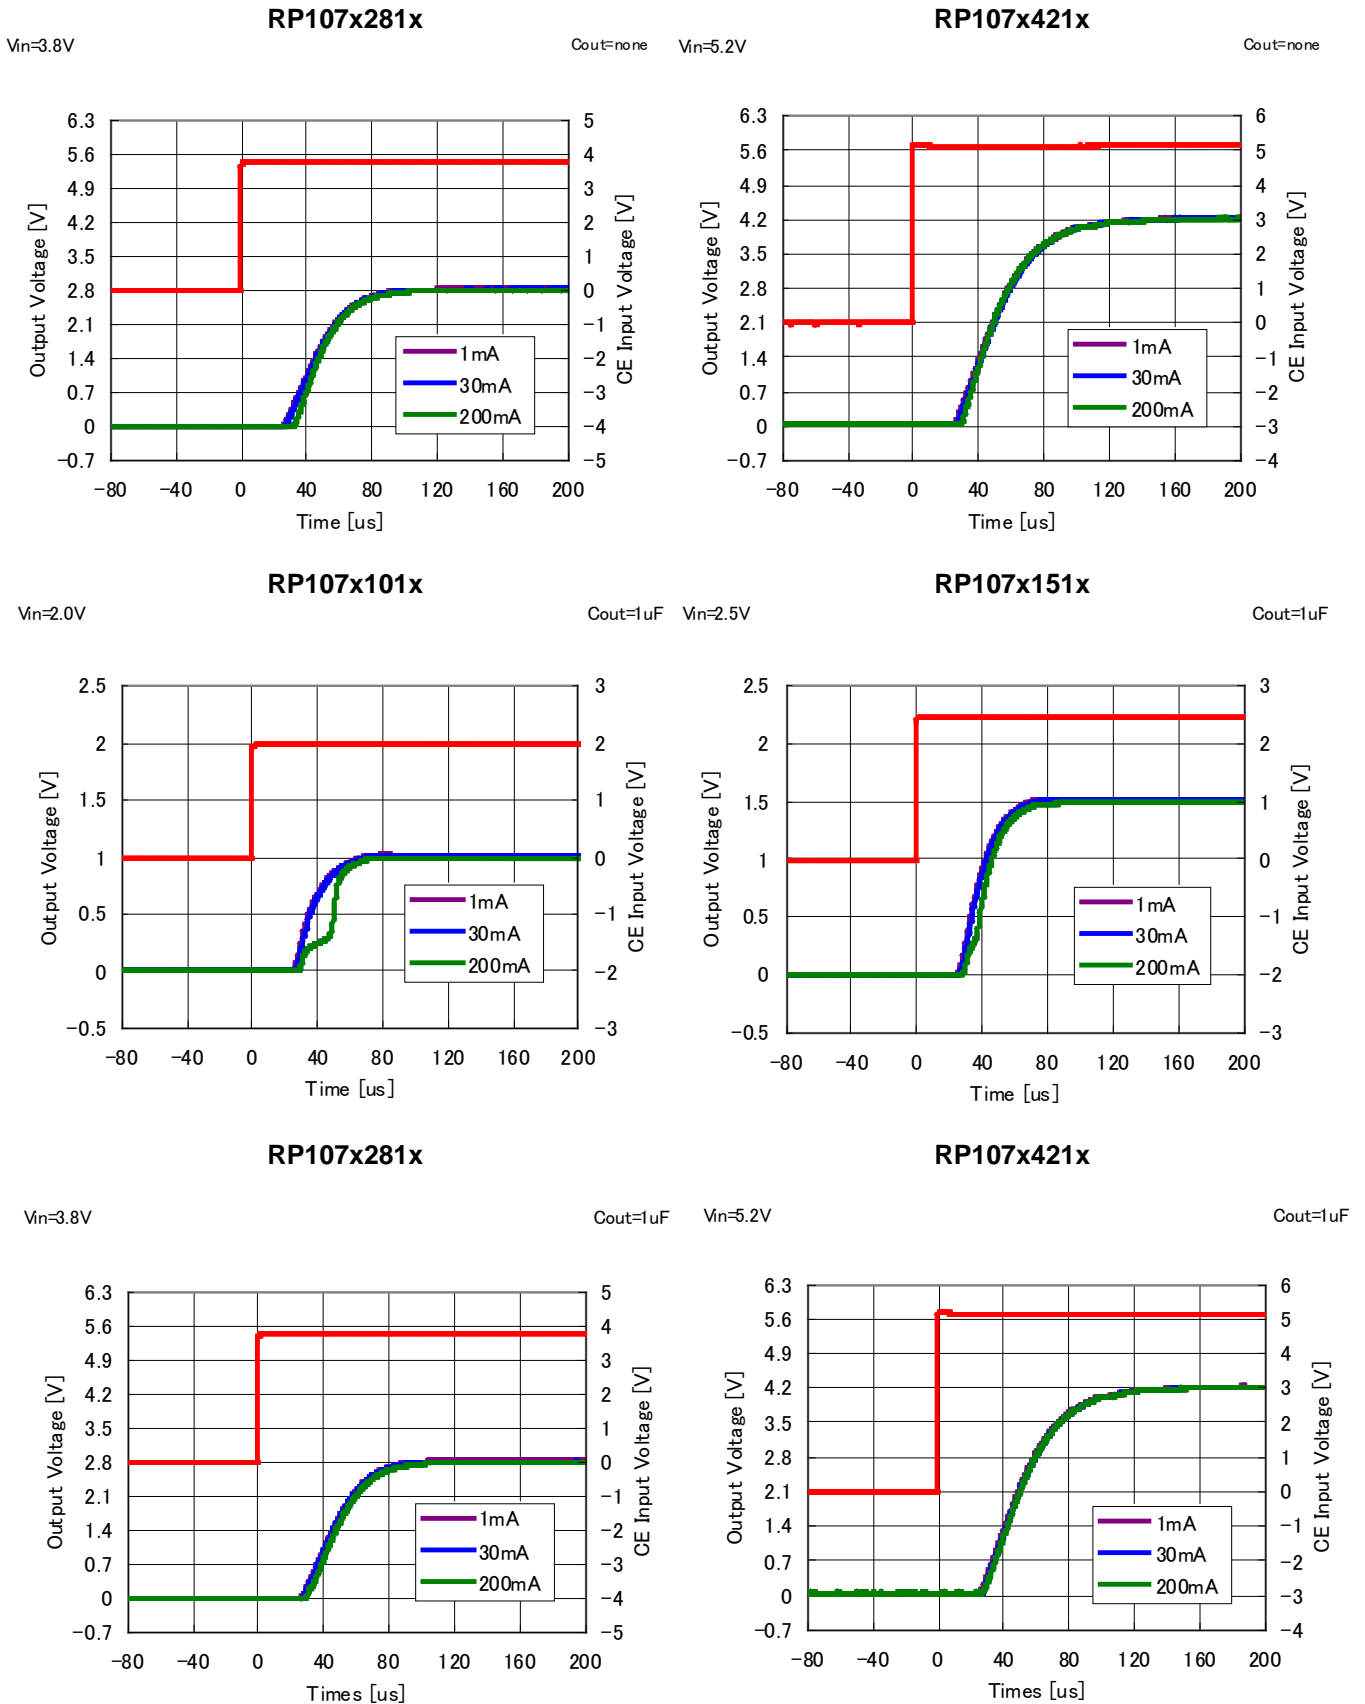 RP107x281x
Vin=3.8V
Cout=none
6.3
5.6
4.9
4.2
3.5
2.8
2.1
1.4
0.7
0
−0.7
5
4
3
2
1
0
−1
−2
−3
−4
−5
−80 −40 0 40 80 120 160 200
Output Voltage [V]
CE Input Voltage [V]
Time [us]
1mA
30mA
200mA
RP107x421x
Vin=5.2V
Cout=none
6.3
5.6
4.9
4.2
3.5
2.8
2.1
1.4
0.7
0
−0.7
6
5
4
3
2
1
0
−1
−2
−3
−4
−80 −40 0 40 80 120 160 200
Output Voltage [V]
CE Input Voltage [V]
Time [us]
1mA
30mA
200mA
RP107x101x
Vin=2.0V
Cout=1uF
2.5
2
1.5
1
0.5
0
−0.5
3
2
1
0
−1
−2
−3
−80 −40 0 40 80 120 160 200
Output Voltage [V]
CE Input Voltage [V]
Time [us]
1mA
30mA
200mA
RP107x151x
Vin=2.5V
Cout=1uF
2.5
2
1.5
1
0.5
0
−0.5
3
2
1
0
−1
−2
−3
−80 −40 0 40 80 120 160 200
Output Voltage [V]
CE Input Voltage [V]
Time [us]
1mA
30mA
200mA
RP107x281x
Vin=3.8V
Cout=1uF
6.3
5.6
4.9
4.2
3.5
2.8
2.1
1.4
0.7
0
−0.7
5
4
3
2
1
0
−1
−2
−3
−4
−5
−80 −40 0 40 80 120 160 200
Output Voltage [V]
CE Input Voltage [V]
Times [us]
1mA
30mA
200mA
RP107x421x
Vin=5.2V
Cout=1uF
6.3
5.6
4.9
4.2
3.5
2.8
2.1
1.4
0.7
0
−0.7
6
5
4
3
2
1
0
−1
−2
−3
−4
−80 −40 0 40 80 120 160 200
Output Voltage [V]
CE Input Voltage [V]
Times [us]
1mA
30mA
200mA